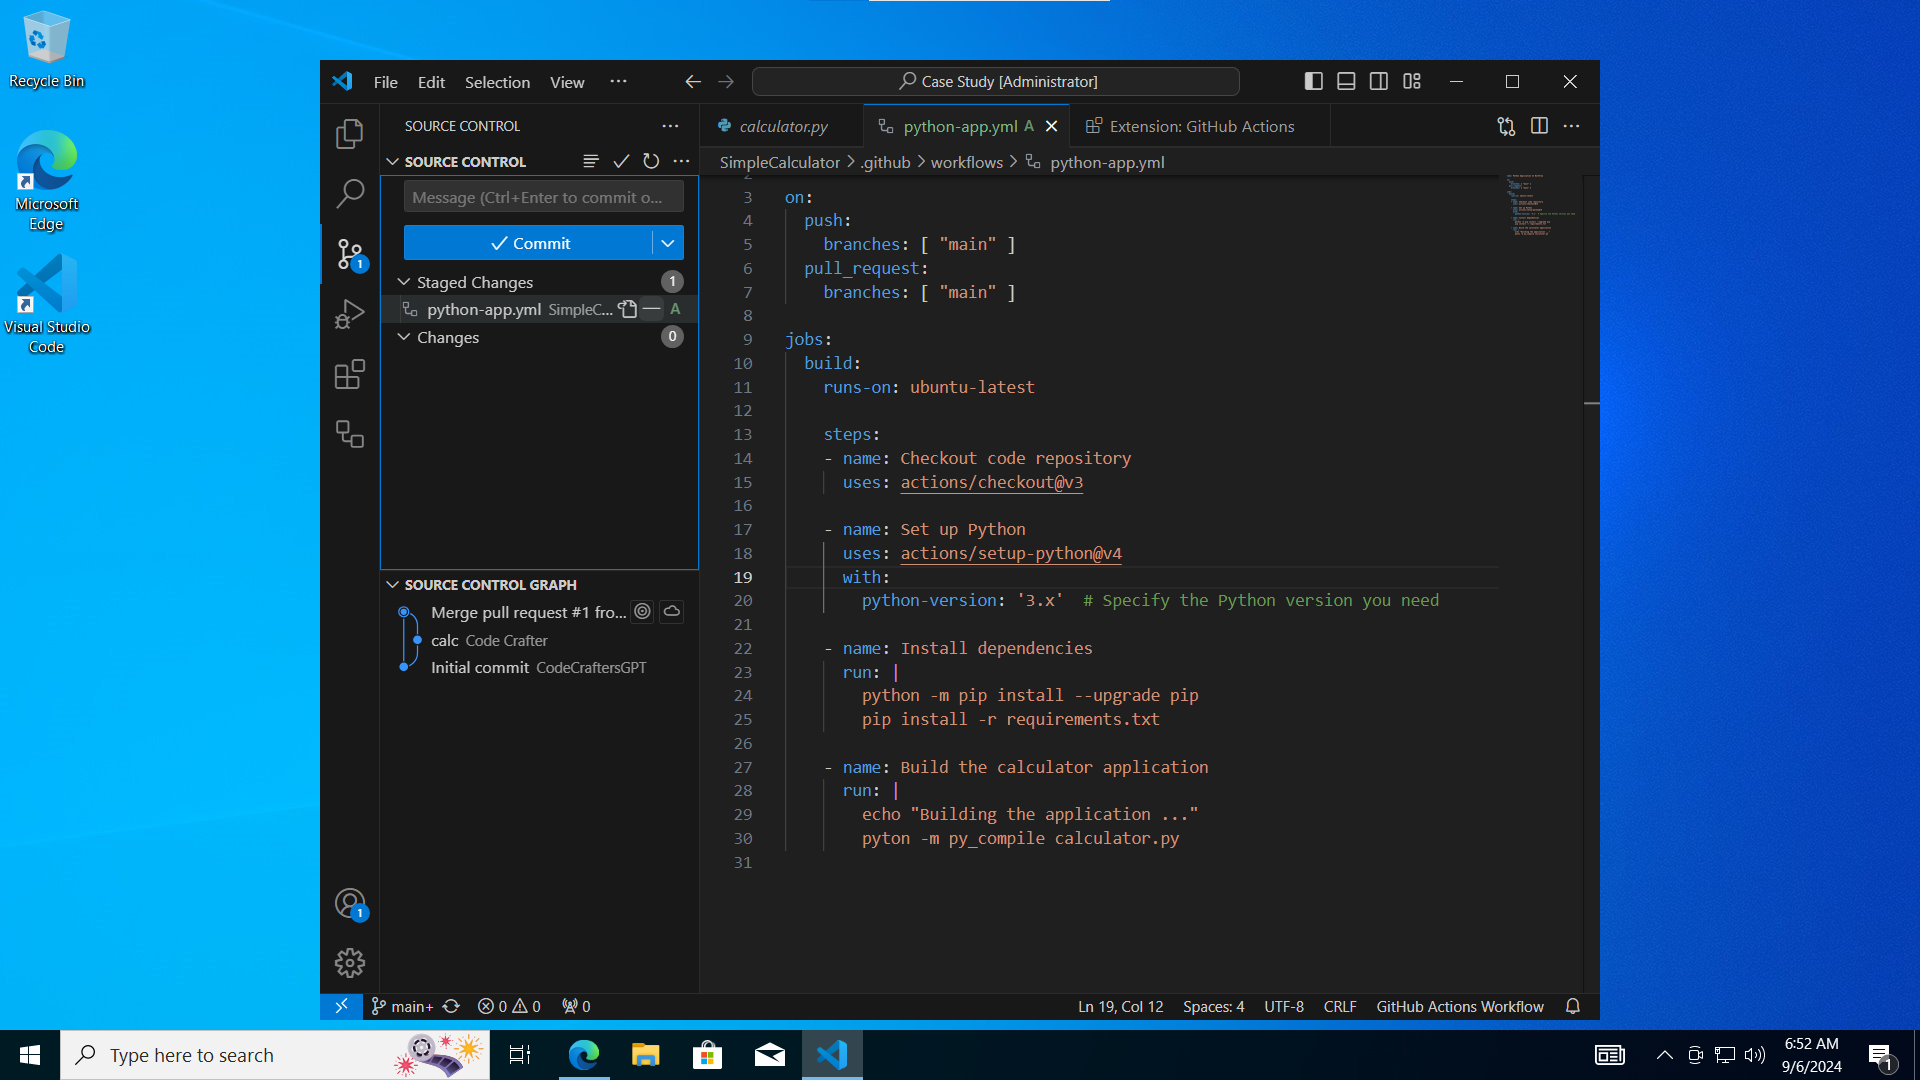 Recycle Bin
Microsoft
Edge
Visual Studio
Code
File Edit Selection View
Case Study [Administrator]
SOURCE CONTROL
SOURCE CONTROL
Message (Ctrl+Enter to commit o...
Commit
Staged Changes 1
python-app.yml SimpleC... A
Changes 0
SOURCE CONTROL GRAPH
Merge pull request #1 fro...
calc Code Crafter
Initial commit CodeCraftersGPT
1
1
calculator.py
python-app.yml A
Extension: GitHub Actions
SimpleCalculator > .github > workflows > python-app.yml
2
3 on:
4 push:
5 branches: [ "main" ]
6 pull_request:
7 branches: [ "main" ]
8
9 jobs:
10 build:
11 runs-on: ubuntu-latest
12
13 steps:
14 - name: Checkout code repository
15 uses: actions/checkout@v3
16
17 - name: Set up Python
18 uses: actions/setup-python@v4
19 with:
20 python-version: '3.x' # Specify the Python version you need
21
22 - name: Install dependencies
23 run: |
24 python -m pip install --upgrade pip
25 pip install -r requirements.txt
26
27 - name: Build the calculator application
28 run: |
29 echo "Building the application ..."
30 pyton -m py_compile calculator.py
31
main+ 0 0 0
Ln 19, Col 12 Spaces: 4 UTF-8 CRLF GitHub Actions Workflow
Type here to search
6:52 AM
9/6/2024
1